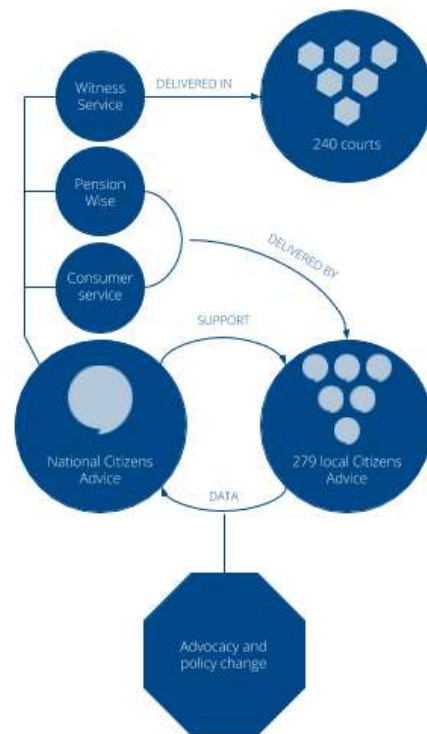 Witness
Service
DELIVERED IN
240 courts
Pension
Wise
Consumer
service
DELIVERED BY
SUPPORT
National Citizens
Advice
279 local Citizens
Advice
DATA
Advocacy and
policy change